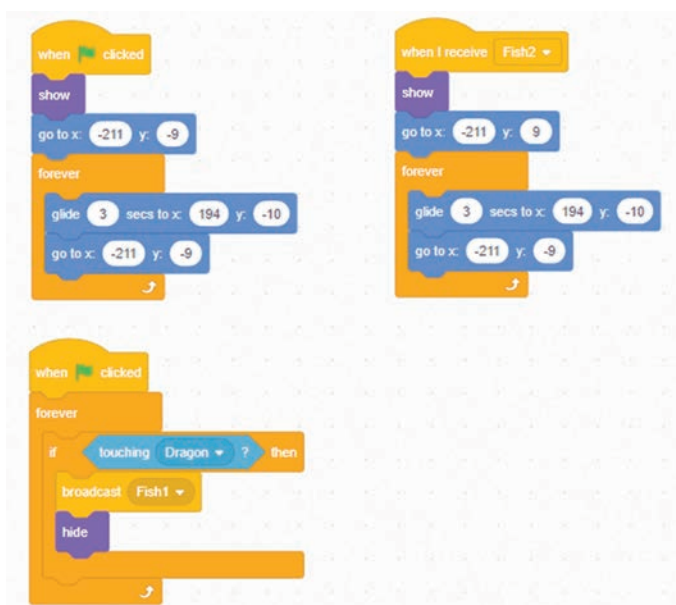 when clicked
show
go to x: -211 y: -9
forever
glide 3 secs to x: 194 y: -10
go to x: -211 y: -9
when I receive Fish2
show
go to x: -211 y: 9
forever
glide 3 secs to x: 194 y: -10
go to x: -211 y: -9
when clicked
forever
if touching Dragon ? then
broadcast Fish1
hide